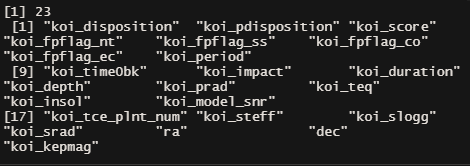 [1] 23
 [1] "koi_disposition"  "koi_pdisposition" "koi_score"
"koi_fpflag_nt"    "koi_fpflag_ss"    "koi_fpflag_co"
"koi_fpflag_ec"    "koi_period"
 [9] "koi_time0bk"      "koi_impact"       "koi_duration"
"koi_depth"        "koi_prad"         "koi_teq"
"koi_insol"        "koi_model_snr"
[17] "koi_tce_plnt_num" "koi_steff"        "koi_slogg"
"koi_srad"         "ra"               "dec"
"koi_kepmag"